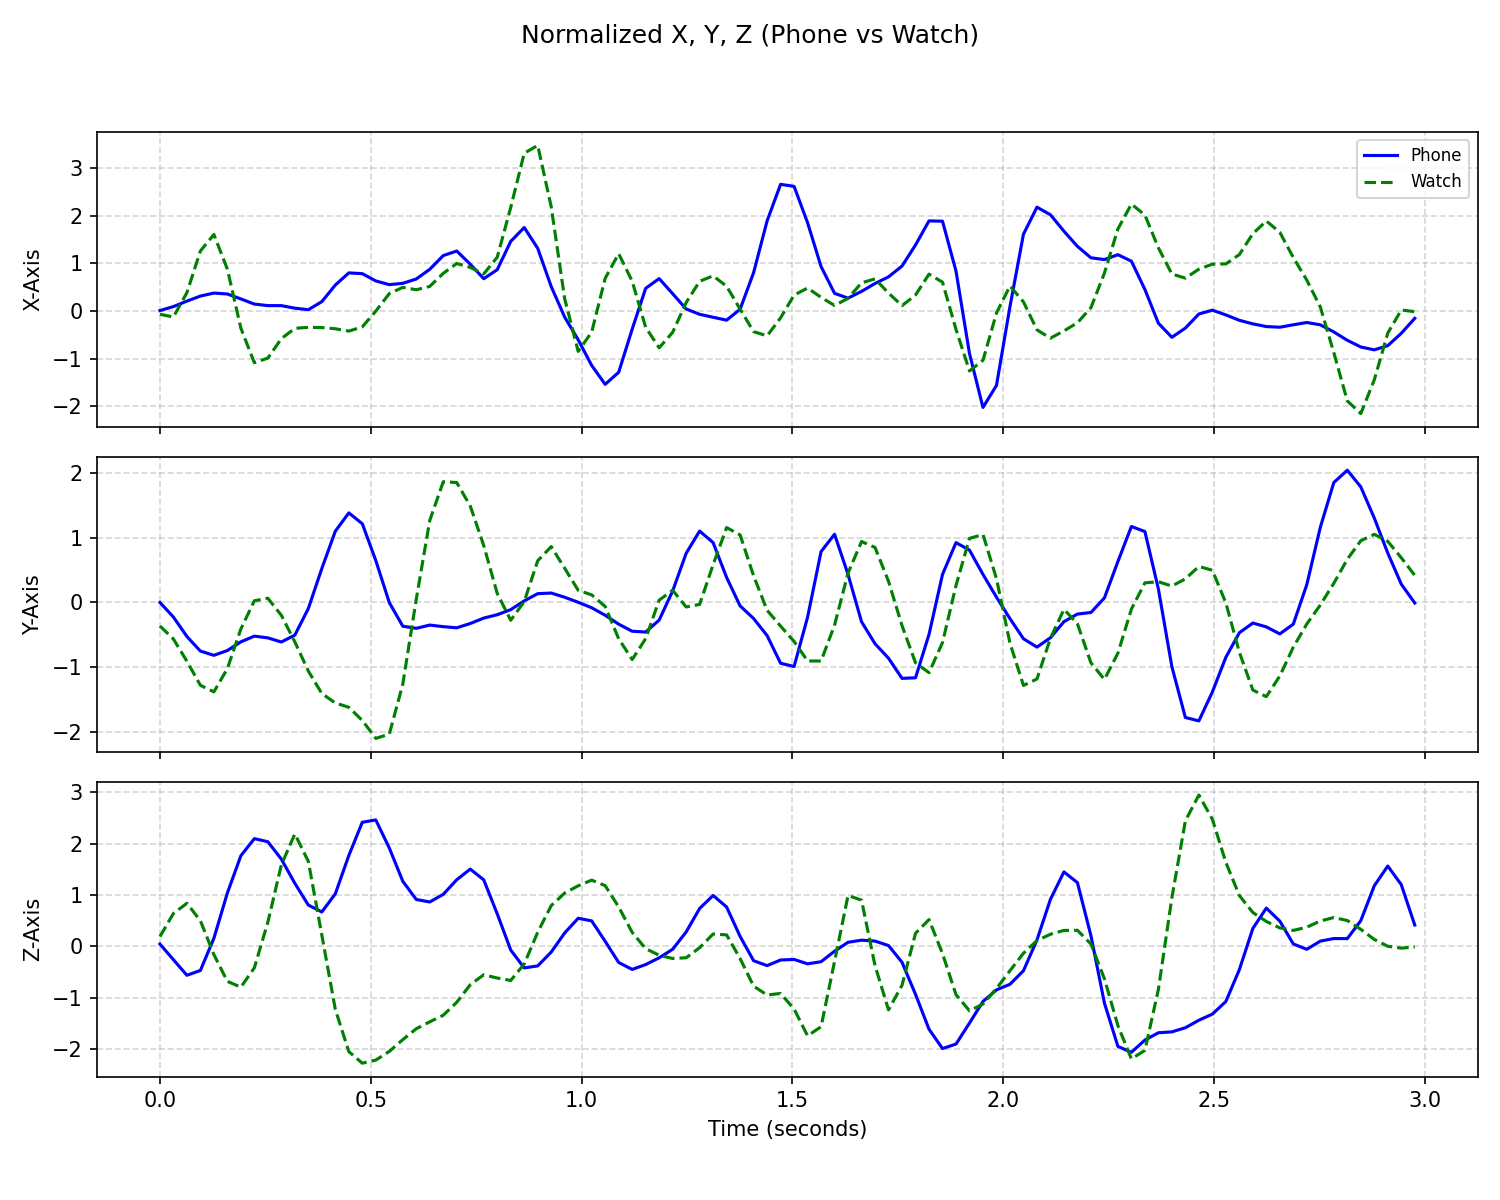 Normalized X, Y, Z (Phone vs Watch)
Phone
Watch
X-Axis
3
2
1
0
−1
−2
Y-Axis
2
1
0
−1
−2
Z-Axis
3
2
1
0
−1
−2
0.0 0.5 1.0 1.5 2.0 2.5 3.0
Time (seconds)